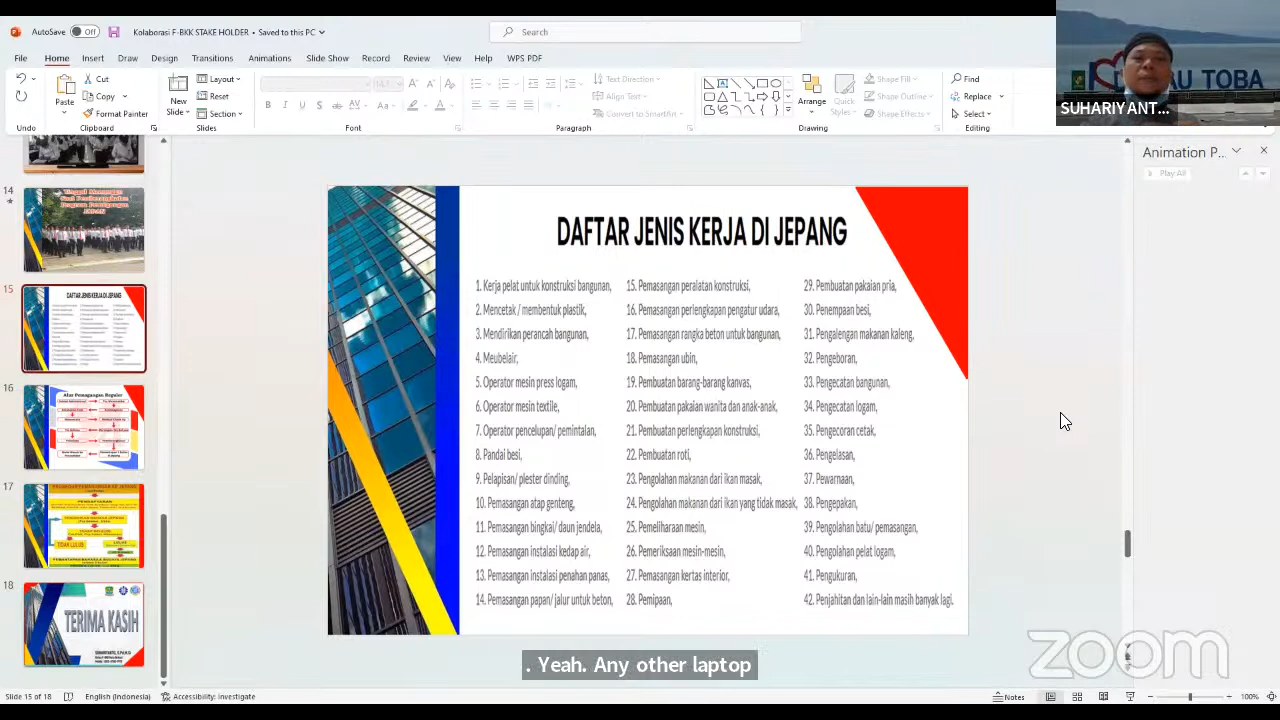 AutoSave Off Kolaborasi F-BKK STAKE HOLDER • Saved to this PC
Search
File Home Insert Draw Design Transitions Animations Slide Show Record Review View Help WPS PDF
Paste
Cut
Copy
Format Painter
New Slide
Layout
Reset
Section
Text Direction
Align Text
Convert to SmartArt
Arrange
Quick Styles
Shape Fill
Shape Outline
Shape Effects
Find
Replace
Select
Undo Clipboard Slides Font Paragraph Drawing Editing
U TOBA
SUHARIYANT...
Animation P...
Play All
14
15
DAFTAR JENIS KERJA DI JEPANG
16
Alur Pemagangan Reguler
17
TIDAK LULUS
18
TERIMA KASIH
DAFTAR JENIS KERJA DI JEPANG
1. Kerja pelat untuk konstruksi bangunan,
2. Mencetak / membentuk plastik,
4. Meubelair,
5. Operator mesin press logam,
6. Operator mesin textile,
7. Operator pencelupan/ pemintalan,
8. Pandai besi,
9. Pelapisan/ plester dinding,
10. Pemasangan atap genteng,
11. Pemasangan bingkai/ daun jendela,
12. Pemasangan instalasi kedap air,
13. Pemasangan instalasi penahan panas,
14. Pemasangan papan/ jalur untuk beton,
15. Pemasangan peralatan konstruksi,
16. Pemasangan perlengkapan pengatur udara,
17. Pemasangan rangka beton untuk bangunan,
18. Pemasangan ubin,
19. Pembuatan barang-barang kanvas,
20. Pembuatan pakaian wanita dan anak-anak,
21. Pembuatan perlengkapan konstruksi,
22. Pembuatan roti,
23. Pengolahan makanan dari ikan masak,
24. Pengolahan makanan dari ikan yang tidak masak,
25. Pemeliharaan mesin,
26. Pemeriksaan mesin-mesin,
27. Pemasangan kertas interior,
28. Pemipaan,
29. Pembuatan pakaian pria,
30. Penempaan besi,
31. Pengalengan makanan kaleng,
32. Pengeboran,
33. Pengecatan bangunan,
34. Pengecatan logam,
35. Pengecoran cetak,
36. Pengelasan,
37. Pewarnaan,
38. Pengepakan,
39. Pengolahan batu/ pemasangan,
40. Pengolahan pelat logam,
41. Pengukuran,
42. Penjahitan dan lain-lain masih banyak lagi.
. Yeah. Any other laptop
zoom
Slide 15 of 18 English (Indonesia) Accessibility: Investigate Notes